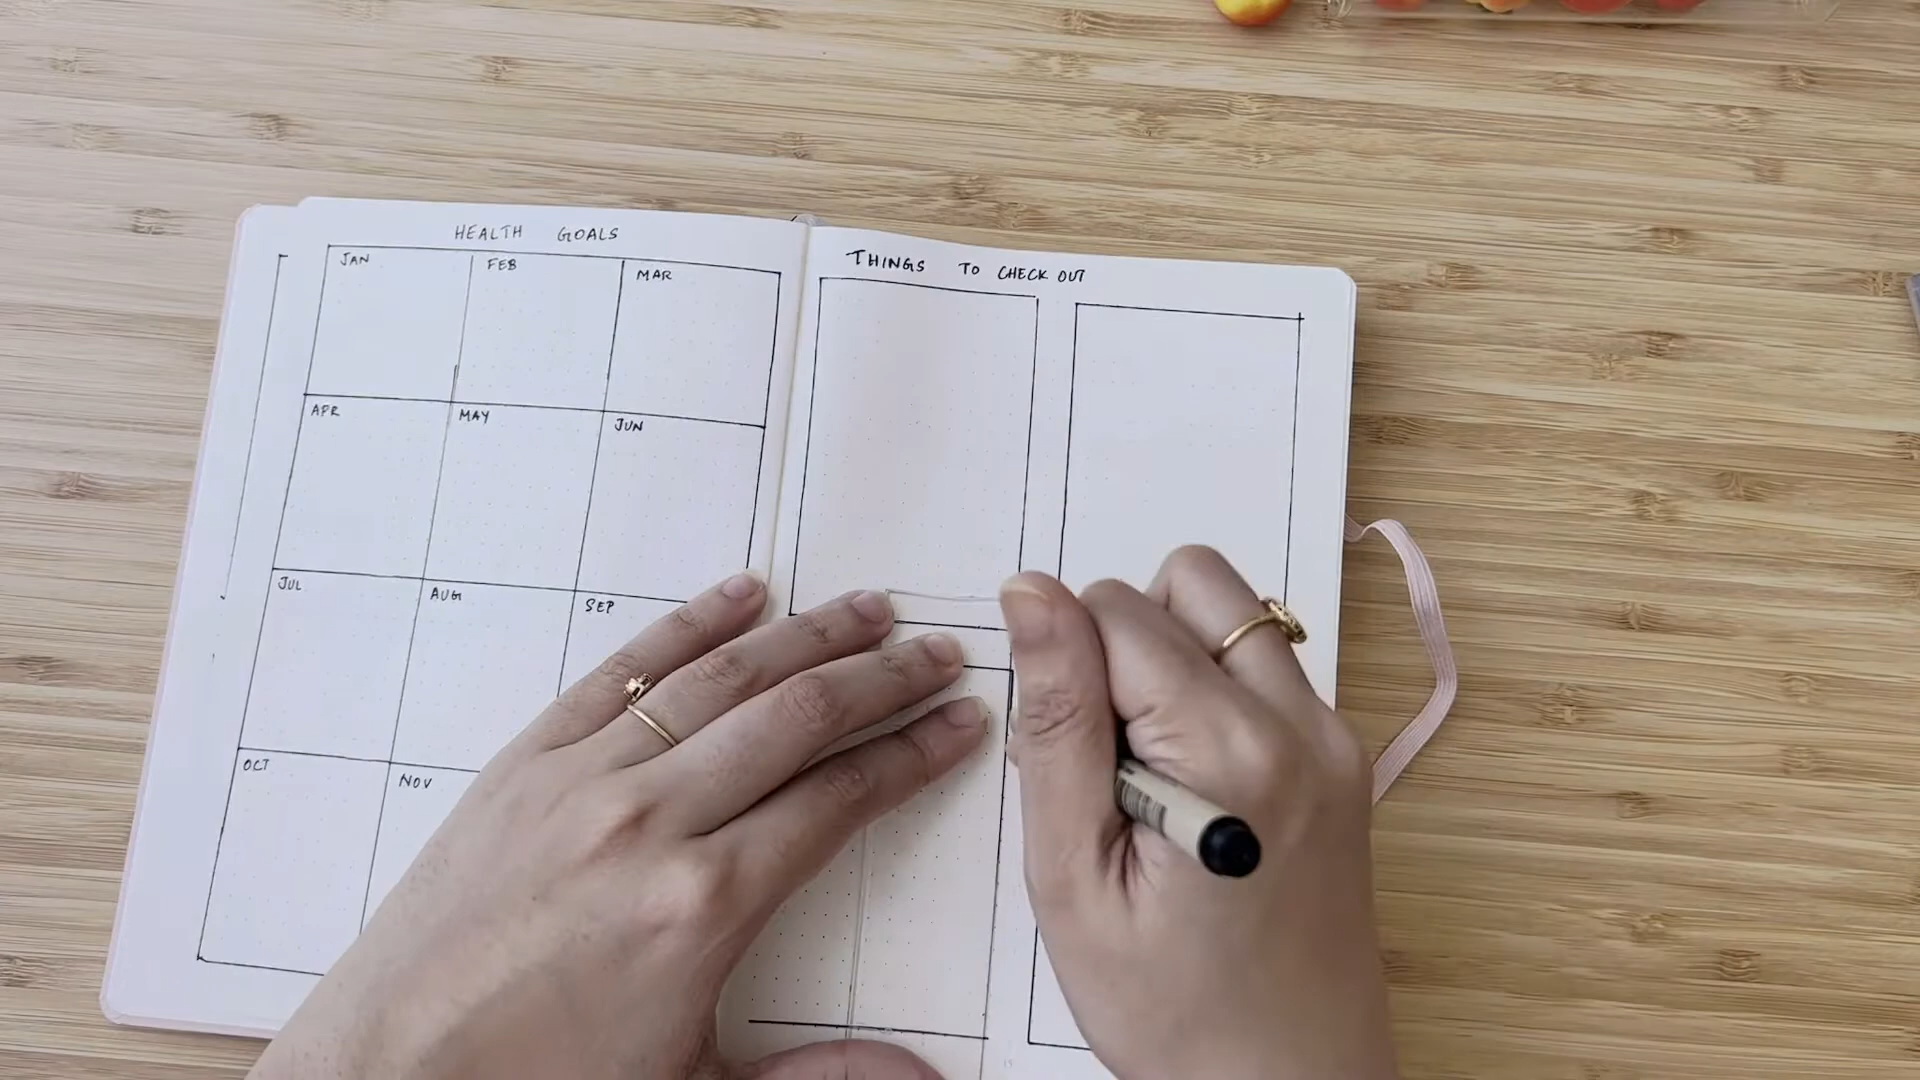 HEALTH GOALS
JAN
FEB
MAR
APR
MAY
JUN
JUL
AUG
SEP
OCT
NOV
THINGS TO CHECK OUT